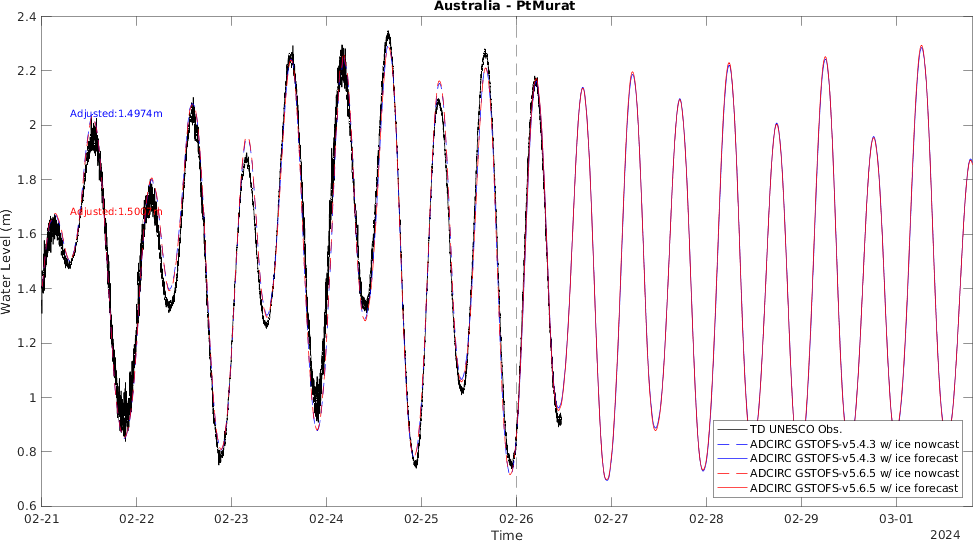 Australia - PtMurat
2.4
2.2
2
1.8
1.6
1.4
1.2
1
0.8
0.6
Water Level (m)
Adjusted:1.4974m
TD UNESCO Obs.
ADCIRC GSTOFS-v5.4.3 w/ ice nowcast
ADCIRC GSTOFS-v5.4.3 w/ ice forecast
ADCIRC GSTOFS-v5.6.5 w/ ice nowcast
ADCIRC GSTOFS-v5.6.5 w/ ice forecast
02-21 02-22 02-23 02-24 02-25 02-26 02-27 02-28 02-29 03-01
Time
2024